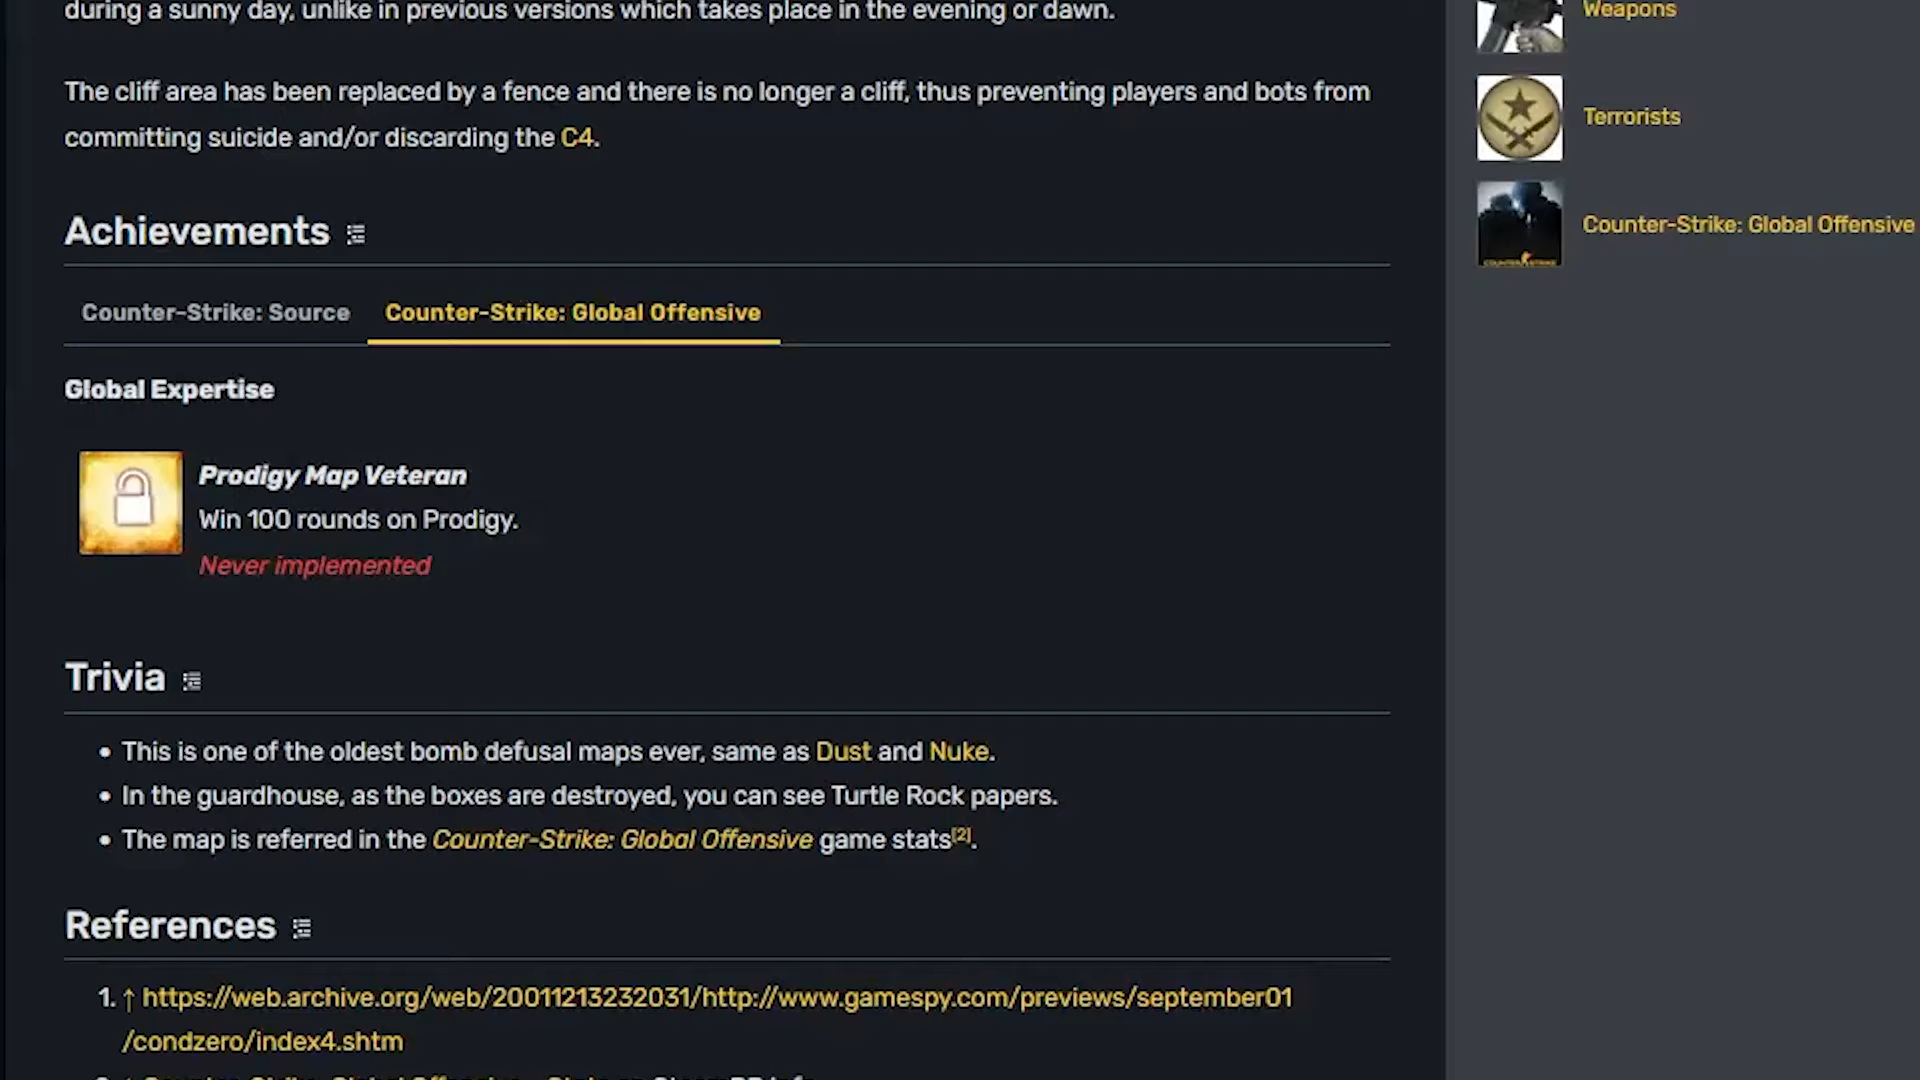 during a sunny day, unlike in previous versions which takes place in the evening or dawn.
The cliff area has been replaced by a fence and there is no longer a cliff, thus preventing players and bots from
committing suicide and/or discarding the C4.
Achievements
Counter-Strike: Source Counter-Strike: Global Offensive
Global Expertise
Prodigy Map Veteran
Win 100 rounds on Prodigy.
Never implemented
Trivia
• This is one of the oldest bomb defusal maps ever, same as Dust and Nuke.
• In the guardhouse, as the boxes are destroyed, you can see Turtle Rock papers.
• The map is referred in the Counter-Strike: Global Offensive game stats[2].
References
1. ↑ https://web.archive.org/web/20011213232031/http://www.gamespy.com/previews/september01
/condzero/index4.shtm
Weapons
Terrorists
Counter-Strike: Global Offensive